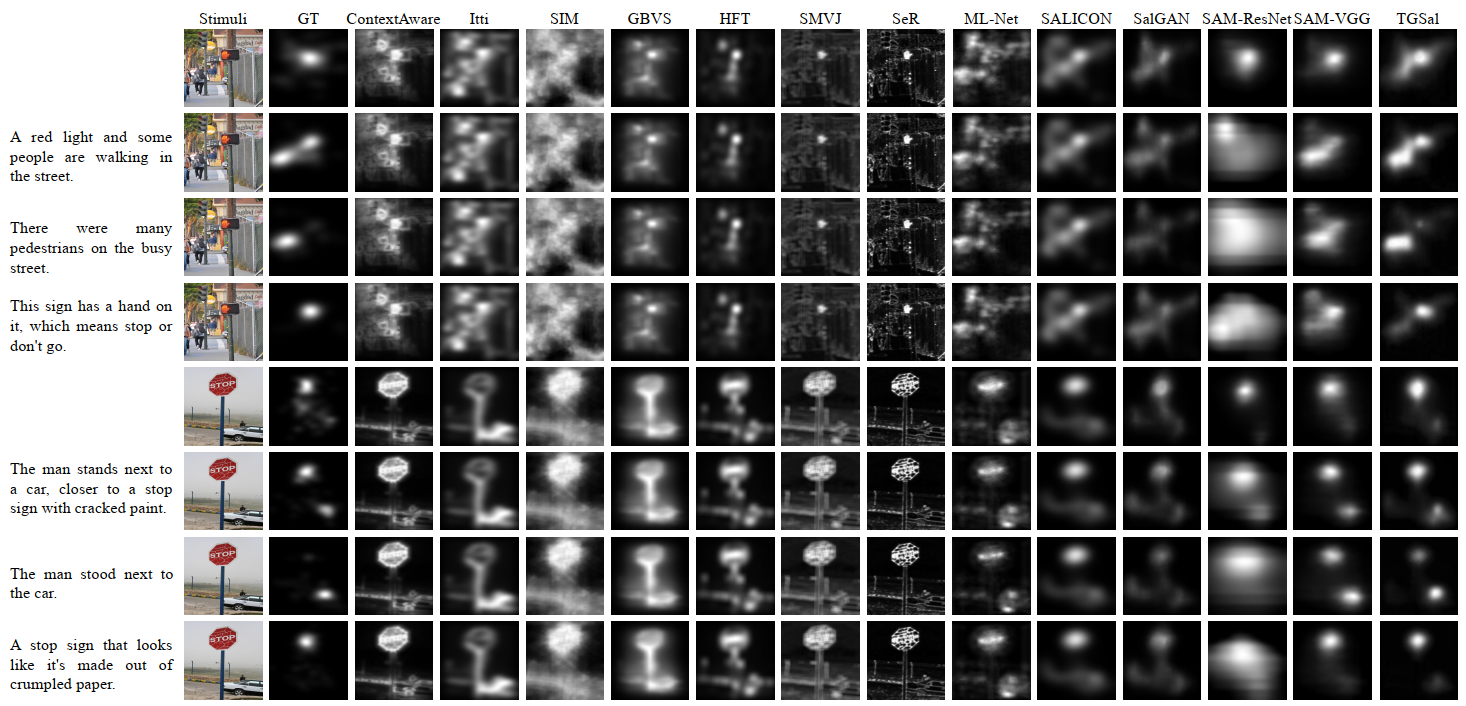 Stimuli GT ContextAware Itti SIM GBVS HFT SMVJ SeR ML-Net SALICON SalGAN SAM-ResNet SAM-VGG TGSal
A red light and some
people are walking in
the street.
There were many
pedestrians on the busy
street.
This sign has a hand on
it, which means stop or
don't go.
STOP
The man stands next to
a car, closer to a stop
sign with cracked paint.
STOP
The man stood next to
the car.
STOP
A stop sign that looks
like it's made out of
crumpled paper.
STOP